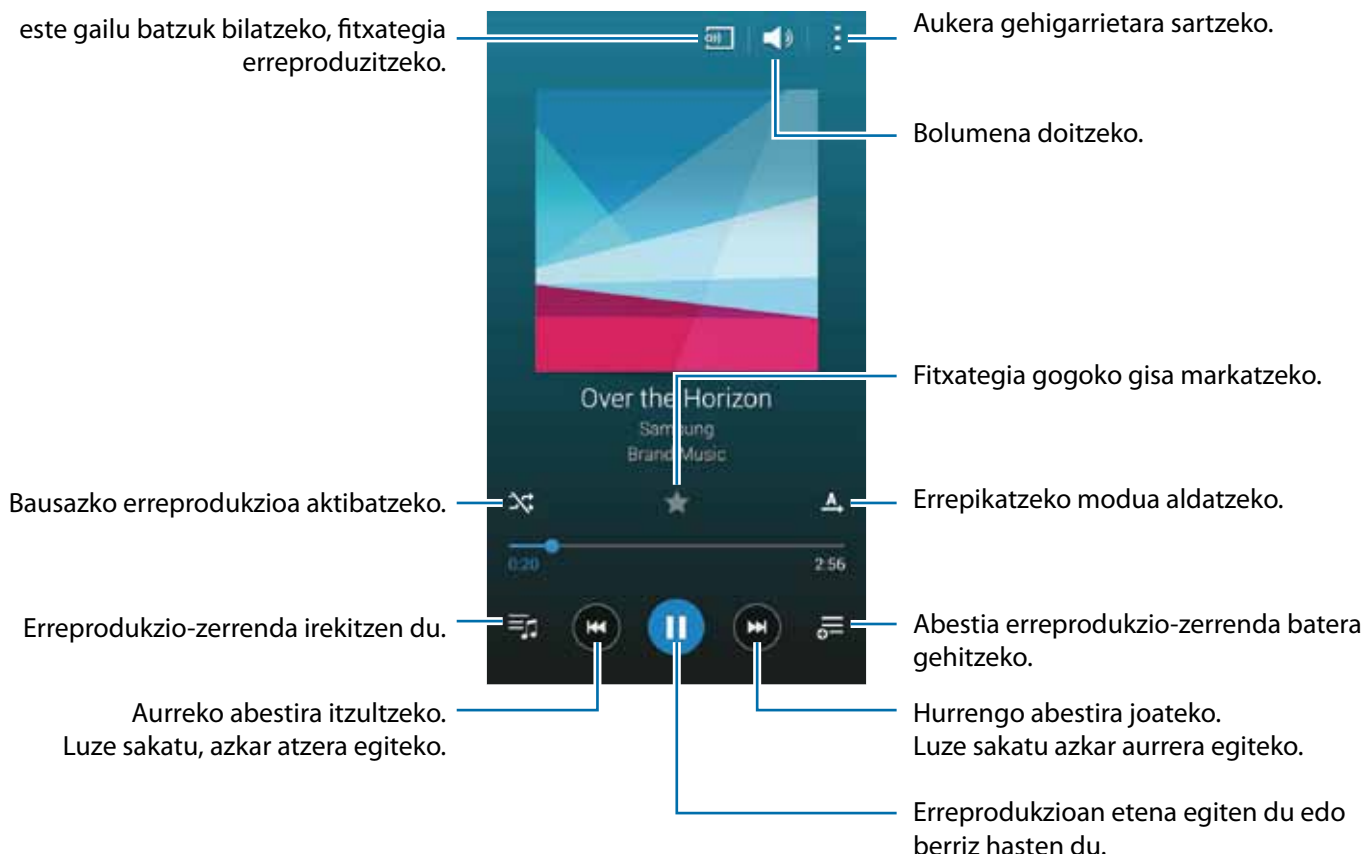 este gailu batzuk bilatzeko, fitxategia
erreproduzitzeko.
Aukera gehigarrietara sartzeko.
Bolumena doitzeko.
Fitxategia gogoko gisa markatzeko.
Over the Horizon
Samsung
Brand Music
Bausazko erreprodukzioa aktibatzeko.
A
Errepikatzeko modua aldatzeko.
0:20
2:56
Erreprodukzio-zerrenda irekitzen du.
Abestia erreprodukzio-zerrenda batera
gehitzeko.
Aurreko abestira itzultzeko.
Luze sakatu, azkar atzera egiteko.
Hurrengo abestira joateko.
Luze sakatu azkar aurrera egiteko.
Erreprodukzioan etena egiten du edo
berriz hasten du.